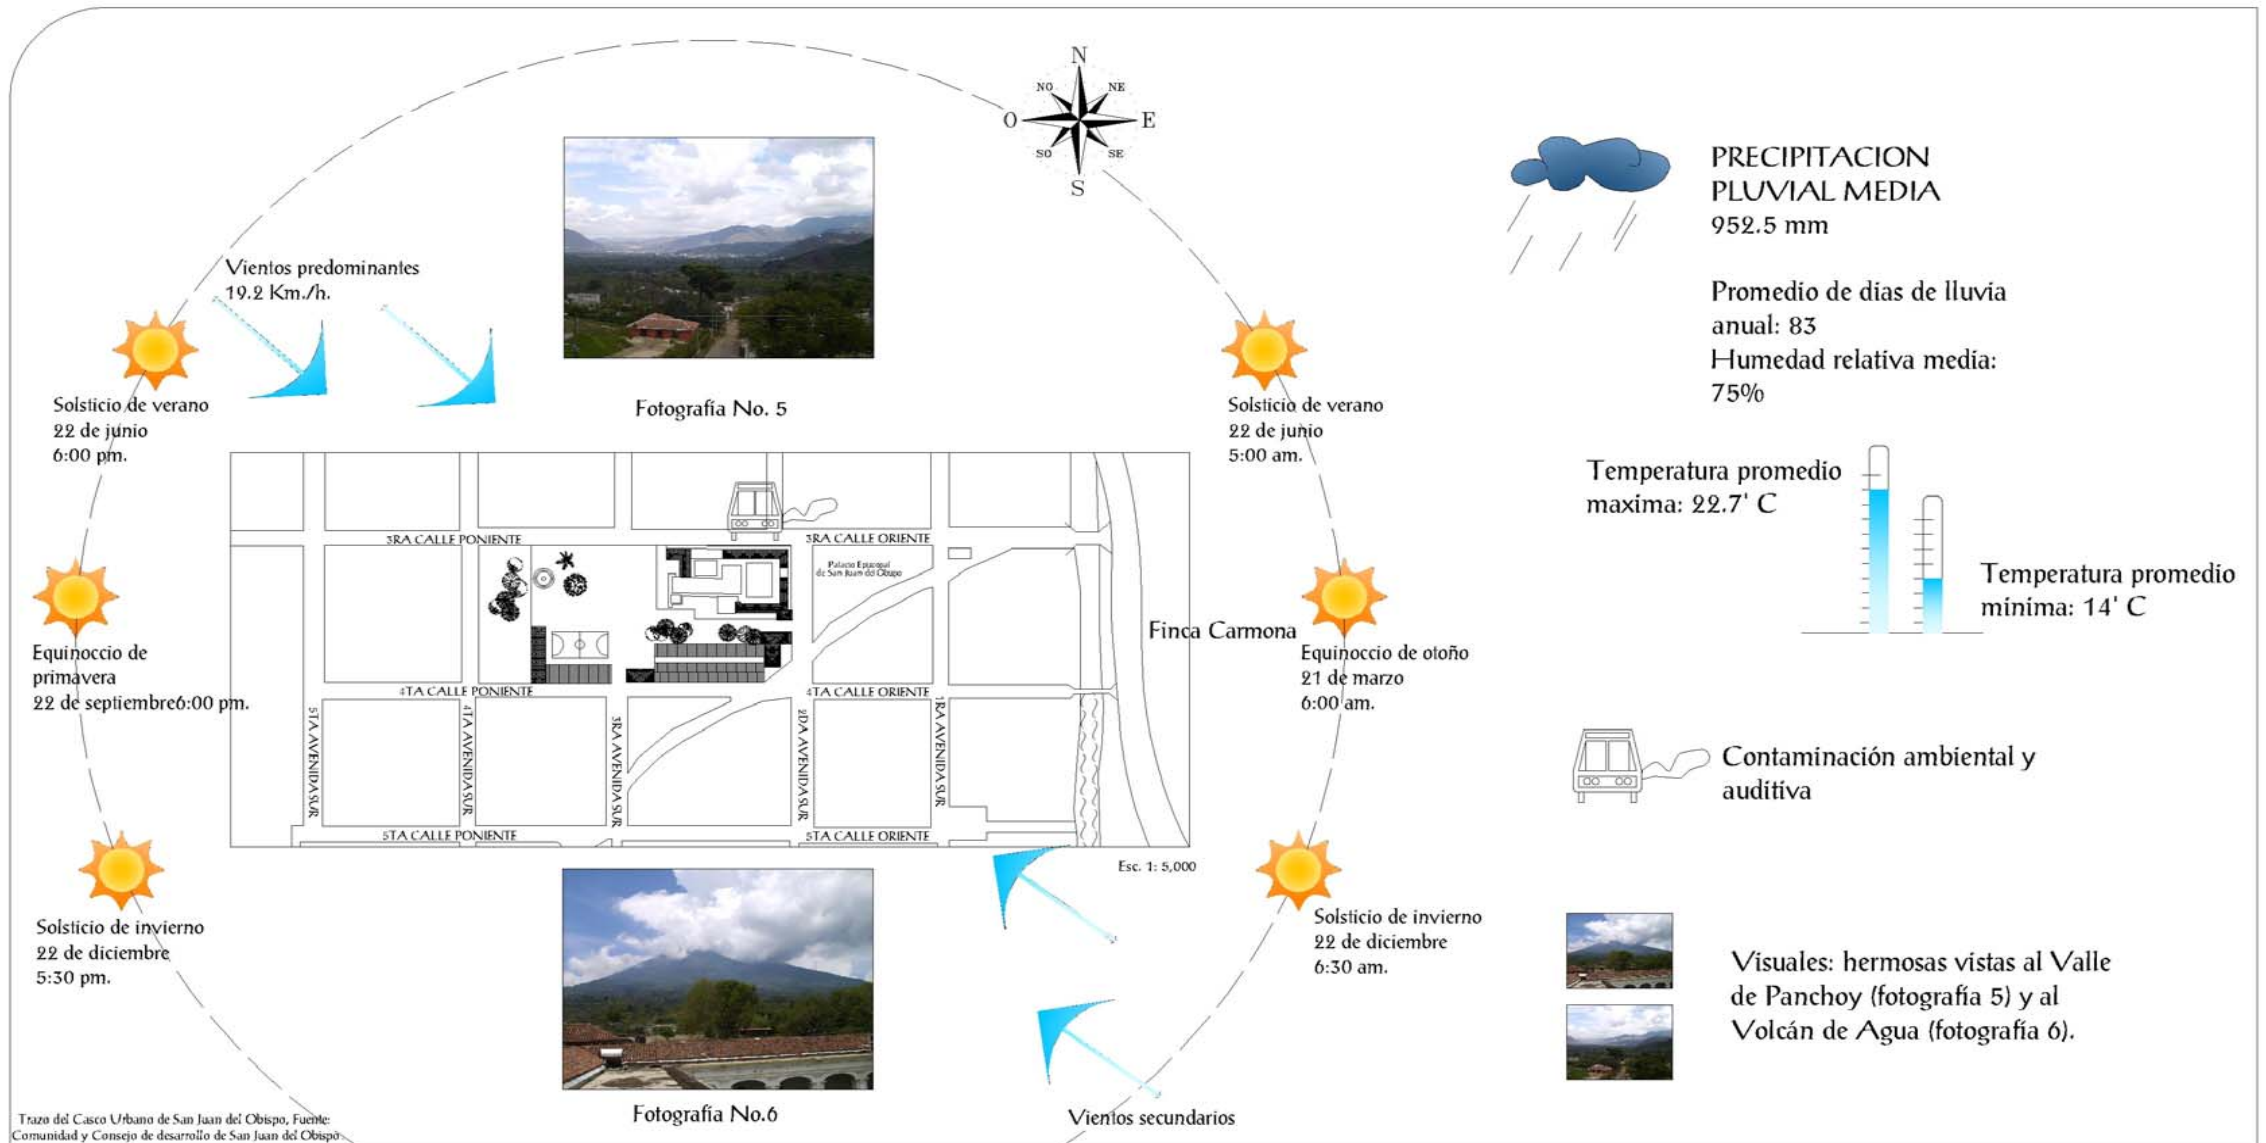 N
NO
NE
O
E
SO
SE
S
PRECIPITACION
PLUVIAL MEDIA
952.5 mm
Promedio de dias de lluvia
anual: 83
Humedad relativa media:
75%
Vientos predominantes
19.2 Km./h.
Fotografía No. 5
Solsticio de verano
22 de junio
6:00 pm.
Solsticio de verano
22 de junio
5:00 am.
Temperatura promedio
maxima: 22.7' C
Temperatura promedio
mínima: 14' C
3RA CALLE PONIENTE
3RA CALLE ORIENTE
Palacio Episcopal
de San Juan del Obispo
Finca Carmona
Equinoccio de
primavera
22 de septiembre6:00 pm.
Equinoccio de otoño
21 de marzo
6:00 am.
4TA CALLE PONIENTE
4TA CALLE ORIENTE
5TA AVENIDA SUR
4TA AVENIDA SUR
3RA AVENIDA SUR
2DA AVENIDA SUR
1RA AVENIDA SUR
5TA CALLE PONIENTE
5TA CALLE ORIENTE
Esc. 1: 5,000
Contaminación ambiental y
auditiva
Solsticio de invierno
22 de diciembre
5:30 pm.
Solsticio de invierno
22 de diciembre
6:30 am.
Visuales: hermosas vistas al Valle
de Panchoy (fotografía 5) y al
Volcán de Agua (fotografía 6).
Fotografía No.6
Vientos secundarios
Trazo del Casco Urbano de San Juan del Obispo, Fuente:
Comunidad y Consejo de desarrollo de San Juan del Obispo